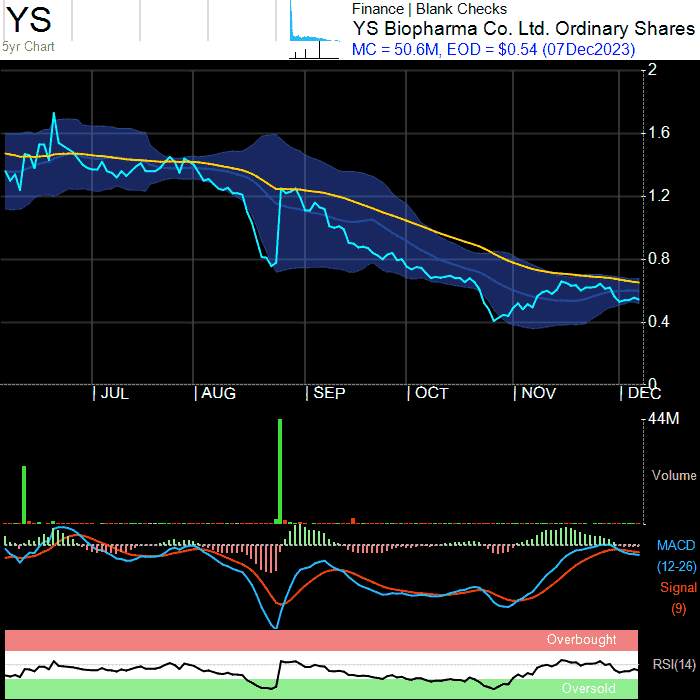 YS
5yr Chart
Finance | Blank Checks
YS Biopharma Co. Ltd. Ordinary Shares
MC = 50.6M, EOD = $0.54 (07Dec2023)
2
1.6
1.2
0.8
0.4
0
JUL
AUG
SEP
OCT
NOV
DEC
44M
Volume
MACD
(12-26)
Signal
(9)
Overbought
RSI(14)
Oversold